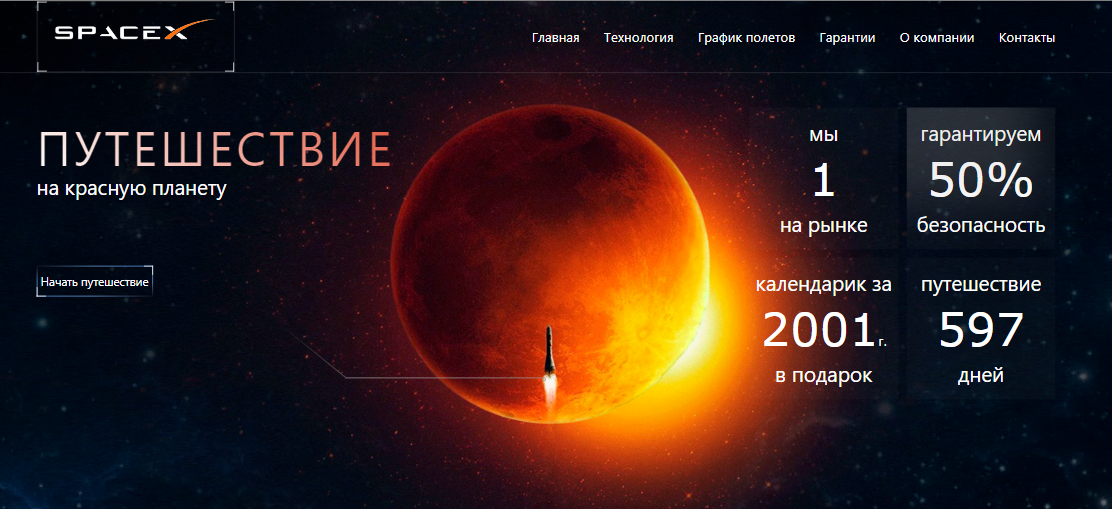 SPACEX
Главная
Технология
График полетов
Гарантии
О компании
Контакты
ПУТЕШЕСТВИЕ
на красную планету
Начать путешествие
мы
1
на рынке
гарантируем
50%
безопасность
календарик за
2001г.
в подарок
путешествие
597
дней